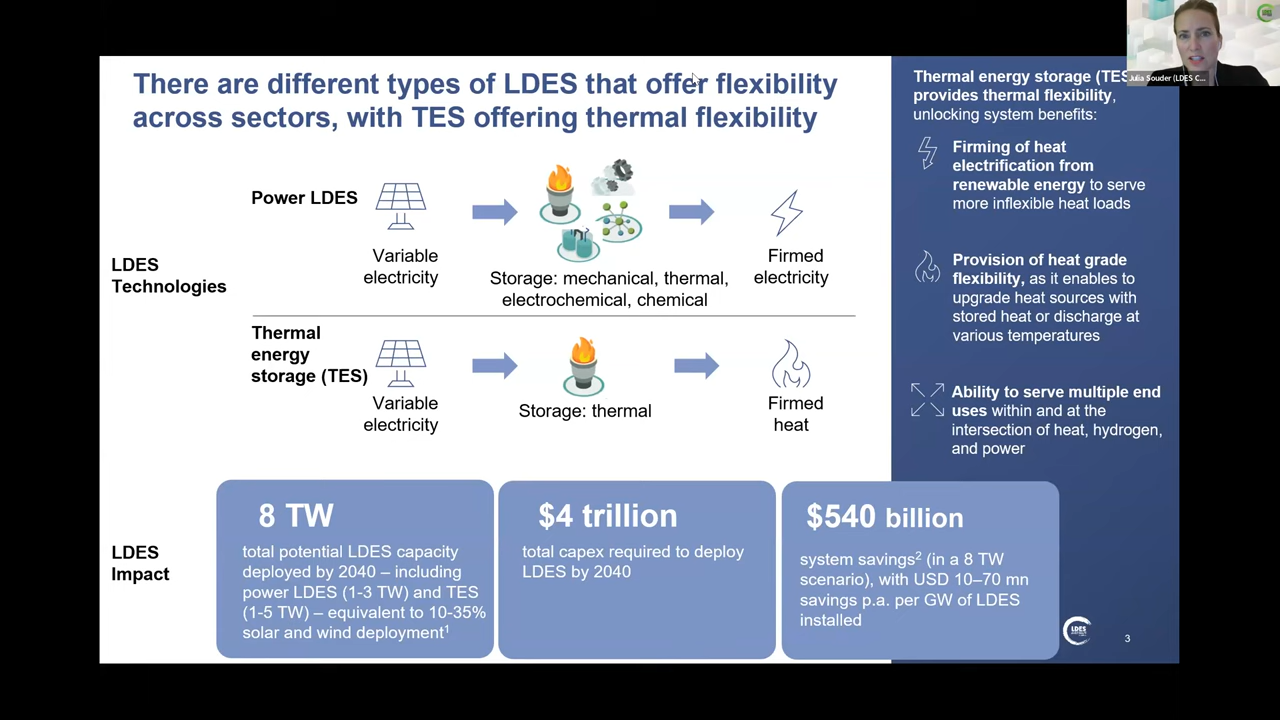 There are different types of LDES that offer flexibility
across sectors, with TES offering thermal flexibility
LDES
Technologies
Power LDES
Variable
electricity
Storage: mechanical, thermal,
electrochemical, chemical
Firmed
electricity
Thermal
energy
storage (TES)
Variable
electricity
Storage: thermal
Firmed
heat
LDES
Impact
8 TW
total potential LDES capacity
deployed by 2040 – including
power LDES (1-3 TW) and TES
(1-5 TW) – equivalent to 10-35%
solar and wind deployment¹
$4 trillion
total capex required to deploy
LDES by 2040
$540 billion
system savings² (in a 8 TW
scenario), with USD 10–70 mn
savings p.a. per GW of LDES
installed
Thermal energy storage (TES
provides thermal flexibility,
unlocking system benefits:
Firming of heat
electrification from
renewable energy to serve
more inflexible heat loads
Provision of heat grade
flexibility, as it enables to
upgrade heat sources with
stored heat or discharge at
various temperatures
Ability to serve multiple end
uses within and at the
intersection of heat, hydrogen,
and power
LDES
3
Julia Souder (LDES C...